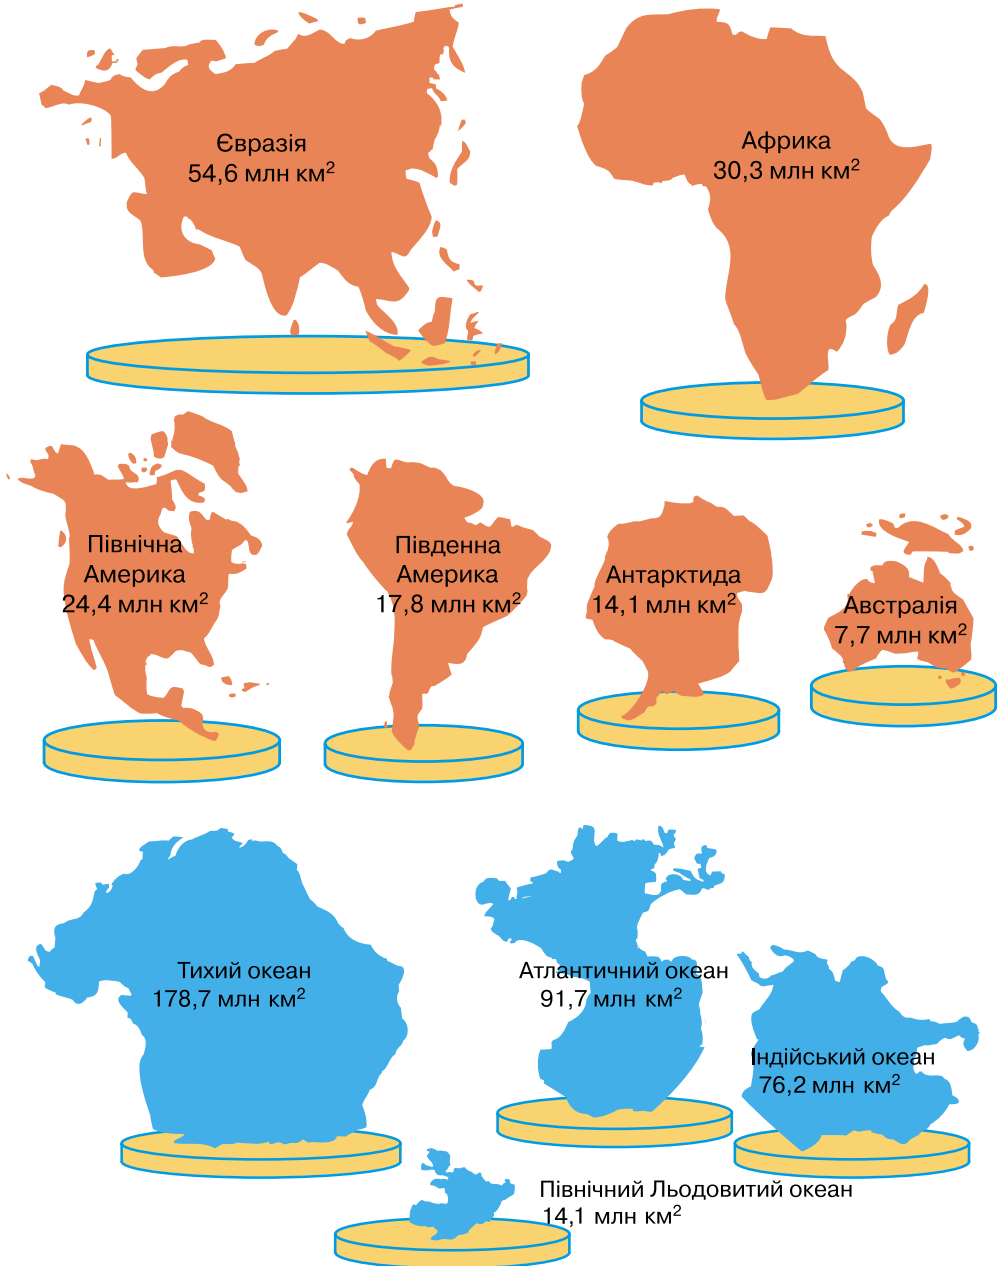 Євразія
54,6 млн км²
Африка
30,3 млн км²
Північна
Америка
24,4 млн км²
Південна
Америка
17,8 млн км²
Антарктида
14,1 млн км²
Австралія
7,7 млн км²
Тихий океан
178,7 млн км²
Атлантичний океан
91,7 млн км²
Індійський океан
76,2 млн км²
Північний Льодовитий океан
14,1 млн км²